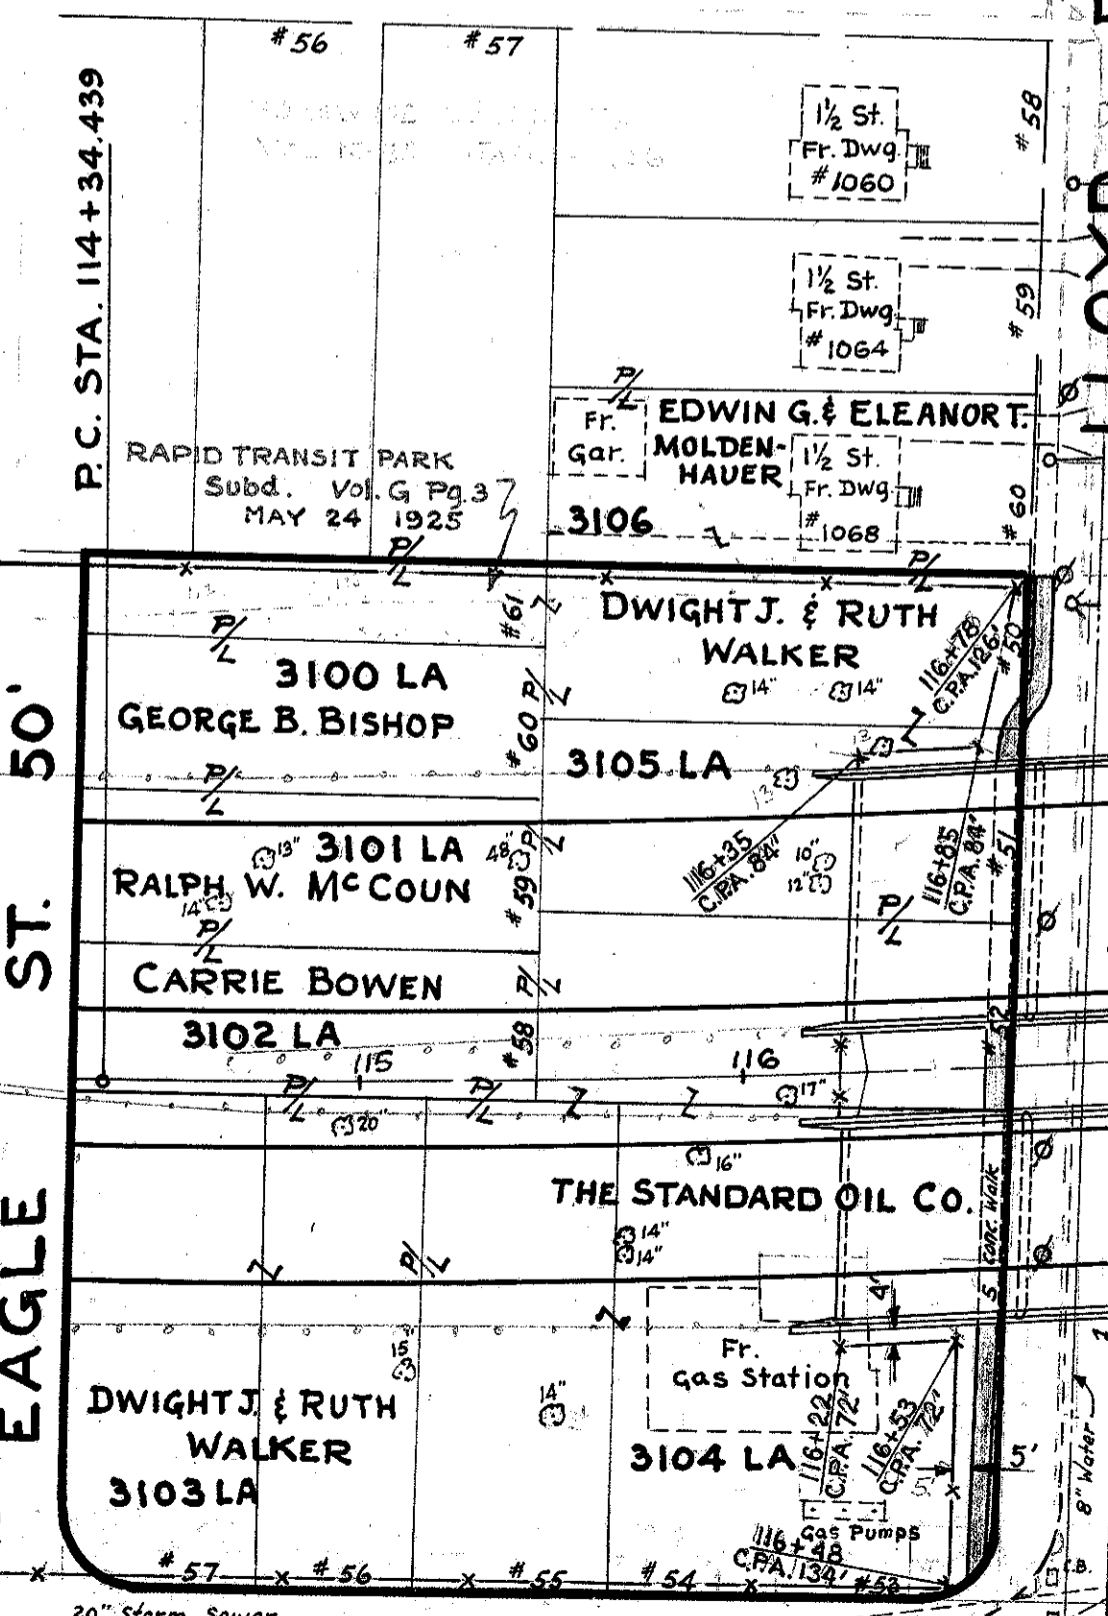 #56
#57
#58
1½ St.
Fr. Dwg.
#1060
P.C. STA. 114+34.439
1½ St.
Fr. Dwg.
#1064
#59
P/L
Fr.
Gar.
EDWIN G. & ELEANOR T.
MOLDEN-
HAUER
1½ St.
Fr. Dwg.
#1068
#60
3106
RAPID TRANSIT PARK
Subd. Vol. G Pg. 3
MAY 24 1925
P/L
P/L
#61
DWIGHT J. & RUTH
WALKER
14"
14"
116+78
C.P.A. 126'
#50
P/L
3100 LA
GEORGE B. BISHOP
#60
P/L
3105 LA
13"
P/L
116+35
C.P.A. 84'
116+85
C.P.A. 84'
#51
13"
3101 LA
48"
P/L
RALPH W. McCOUN
14"
#59
10"
12"
P/L
P/L
CARRIE BOWEN
P/L
3102 LA
#58
#52
115
116
P/L
P/L
17"
20"
16"
THE STANDARD OIL CO.
5' conc. Walk
14"
14"
P/L
4'
15"
Fr.
Gas Station
14"
DWIGHT J. & RUTH
WALKER
3103 LA
3104 LA
116+22
C.P.A. 72'
116+53
C.P.A. 72'
5'
5'
8" Water
Gas Pumps
116+48
C.P.A. 134'
#57
#56
#55
#54
#53
C.B.
20" Storm Sewer
EAGLE ST. 50'